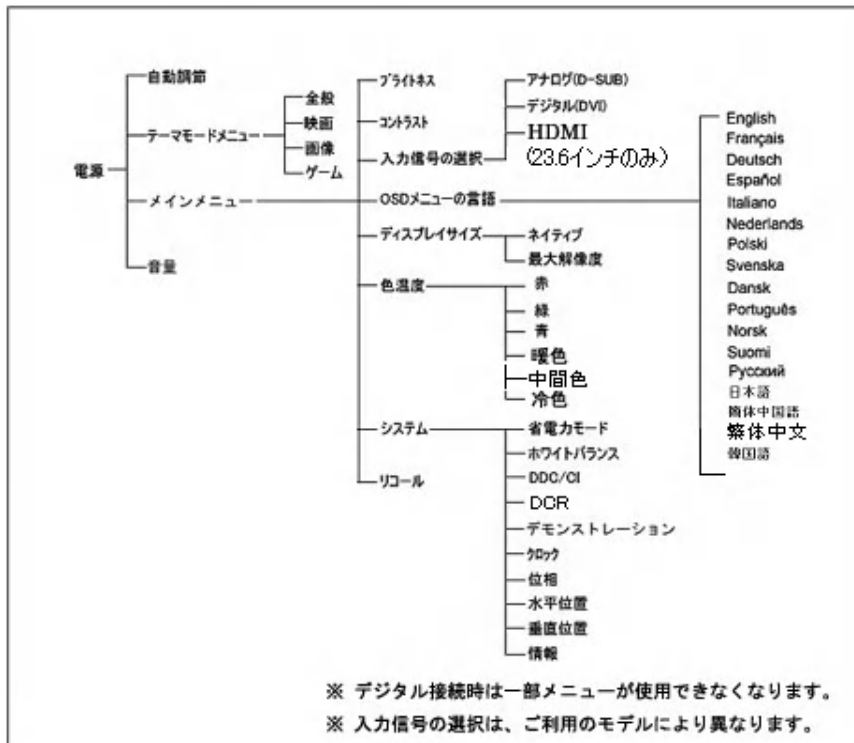 電源
自動調節
テーマモードメニュー
全般
映画
画像
ゲーム
メインメニュー
音量
ブライトネス
コントラスト
入力信号の選択
アナログ(D-SUB)
デジタル(DVI)
HDMI
(23.6インチのみ)
OSDメニューの言語
English
Français
Deutsch
Español
Italiano
Nederlands
Polski
Svenska
Dansk
Português
Norsk
Suomi
Русский
日本語
簡体中国語
繁体中文
韓国語
ディスプレイサイズ
ネイティブ
最大解像度
色温度
赤
緑
青
暖色
中間色
冷色
システム
省電力モード
ホワイトバランス
DDC/CI
DCR
デモンストレーション
クロック
位相
水平位置
垂直位置
情報
リコール
※ デジタル接続時は一部メニューが使用できなくなります。
※ 入力信号の選択は、ご利用のモデルにより異なります。